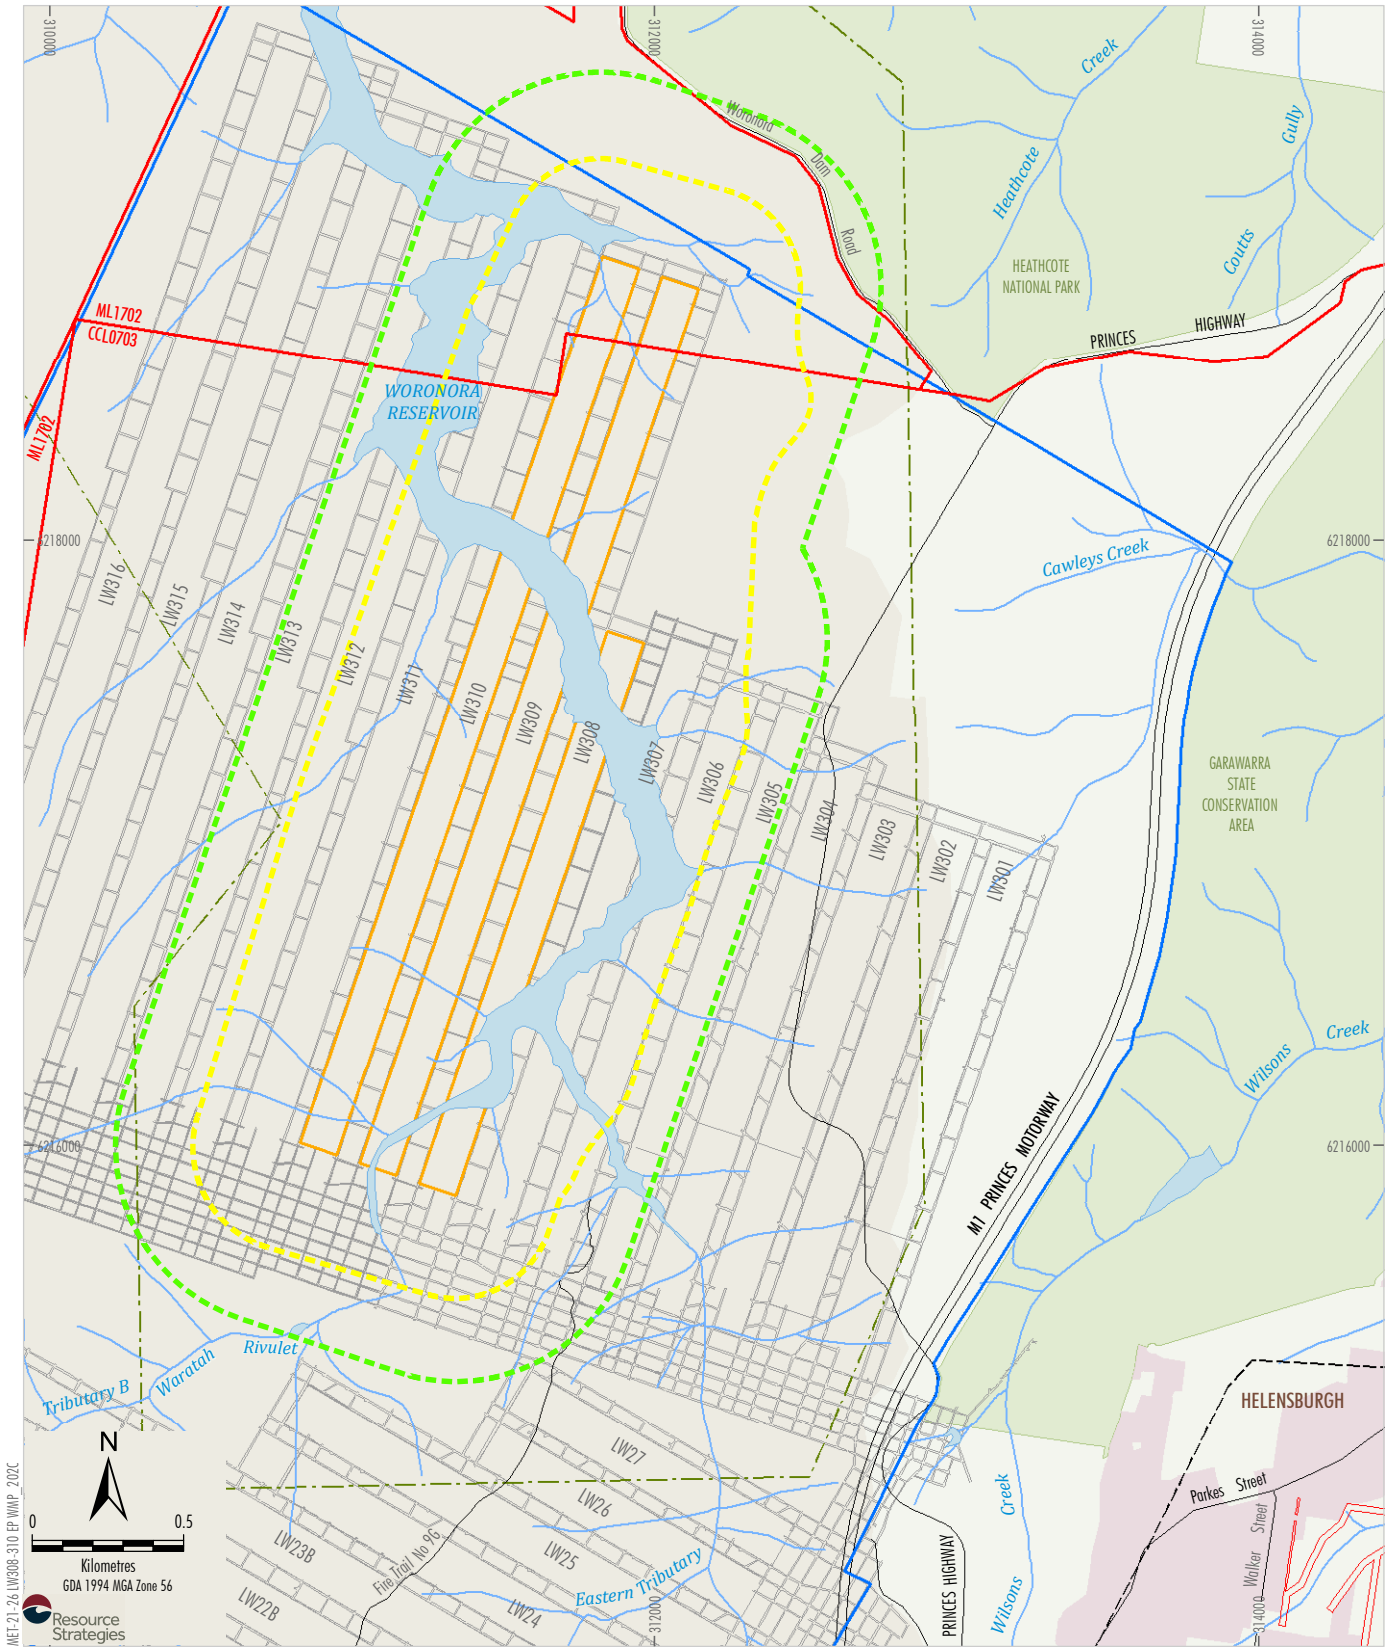 310000
312000
314000
Creek
Gully
Woronora
Dam
Road
Heathcote
Coutts
HEATHCOTE
NATIONAL PARK
ML1702
CCL0703
PRINCES
HIGHWAY
WORONORA
RESERVOIR
ML1702
6218000
6218000
Cawleys Creek
LW316
LW315
LW314
LW313
LW312
LW311
LW310
LW309
LW308
LW307
LW306
LW305
LW304
LW303
LW302
LW301
GARAWARRA
STATE
CONSERVATION
AREA
Creek
Wilsons
M1 PRINCES MOTORWAY
6216000
6216000
Rivulet
Waratah
Tributary B
HELENSBURGH
LW27
LW26
LW25
LW24
LW23B
LW22B
Fire Trail No 9G
Eastern Tributary
Creek
Wilsons
PRINCES HIGHWAY
Parkes Street
Walker Street
312000
314000
N
0 0.5
Kilometres
GDA 1994 MGA Zone 56
Resource
Strategies
MET-21-26 LW308-310 EP WMP_202C